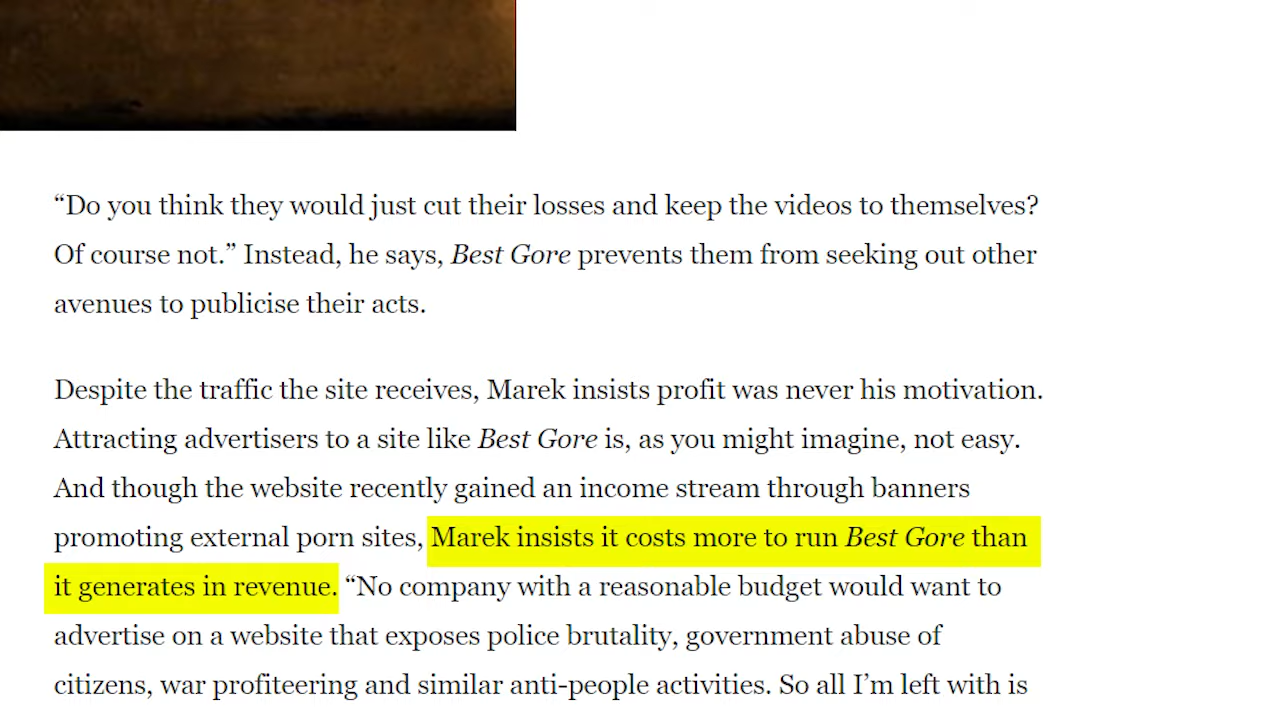 “Do you think they would just cut their losses and keep the videos to themselves?
Of course not.” Instead, he says, Best Gore prevents them from seeking out other
avenues to publicise their acts.
Despite the traffic the site receives, Marek insists profit was never his motivation.
Attracting advertisers to a site like Best Gore is, as you might imagine, not easy.
And though the website recently gained an income stream through banners
promoting external porn sites, Marek insists it costs more to run Best Gore than
it generates in revenue. “No company with a reasonable budget would want to
advertise on a website that exposes police brutality, government abuse of
citizens, war profiteering and similar anti-people activities. So all I’m left with is